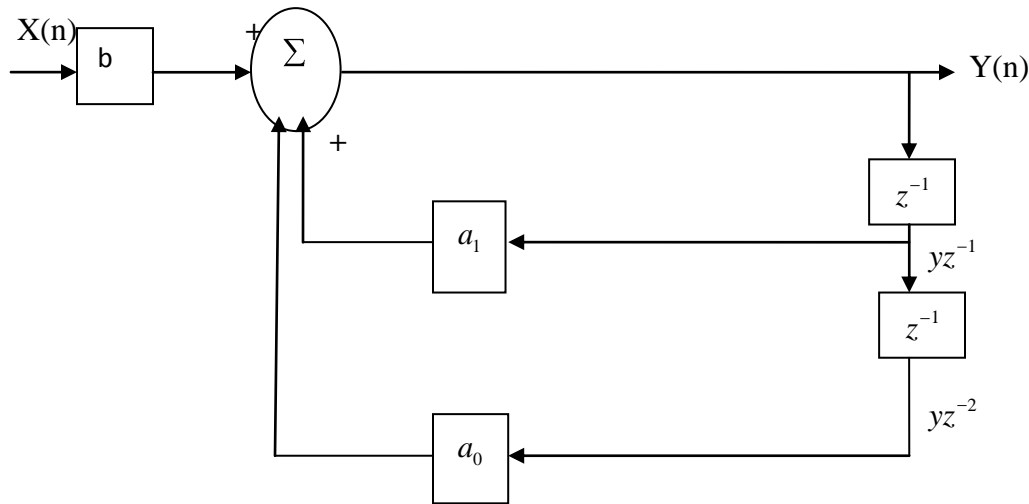 X(n)
b
+
Σ
Y(n)
+
z⁻¹
a₁
yz⁻¹
z⁻¹
yz⁻²
a₀